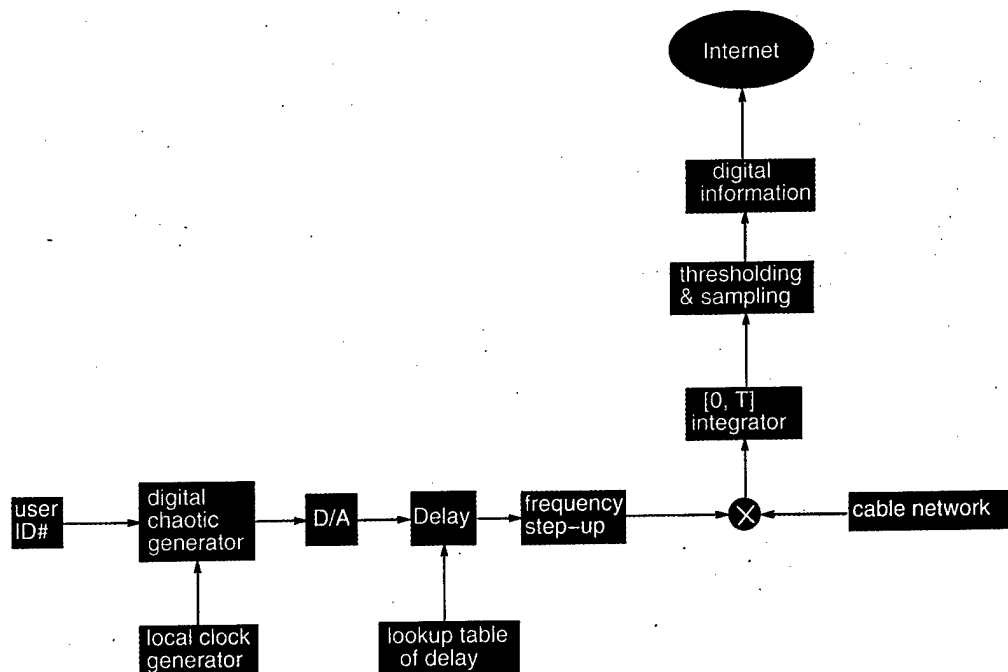 Internet
digital
information
thresholding
& sampling
[0, T]
integrator
user
ID#
digital
chaotic
generator
D/A
Delay
frequency
step-up
X
cable network
local clock
generator
lookup table
of delay